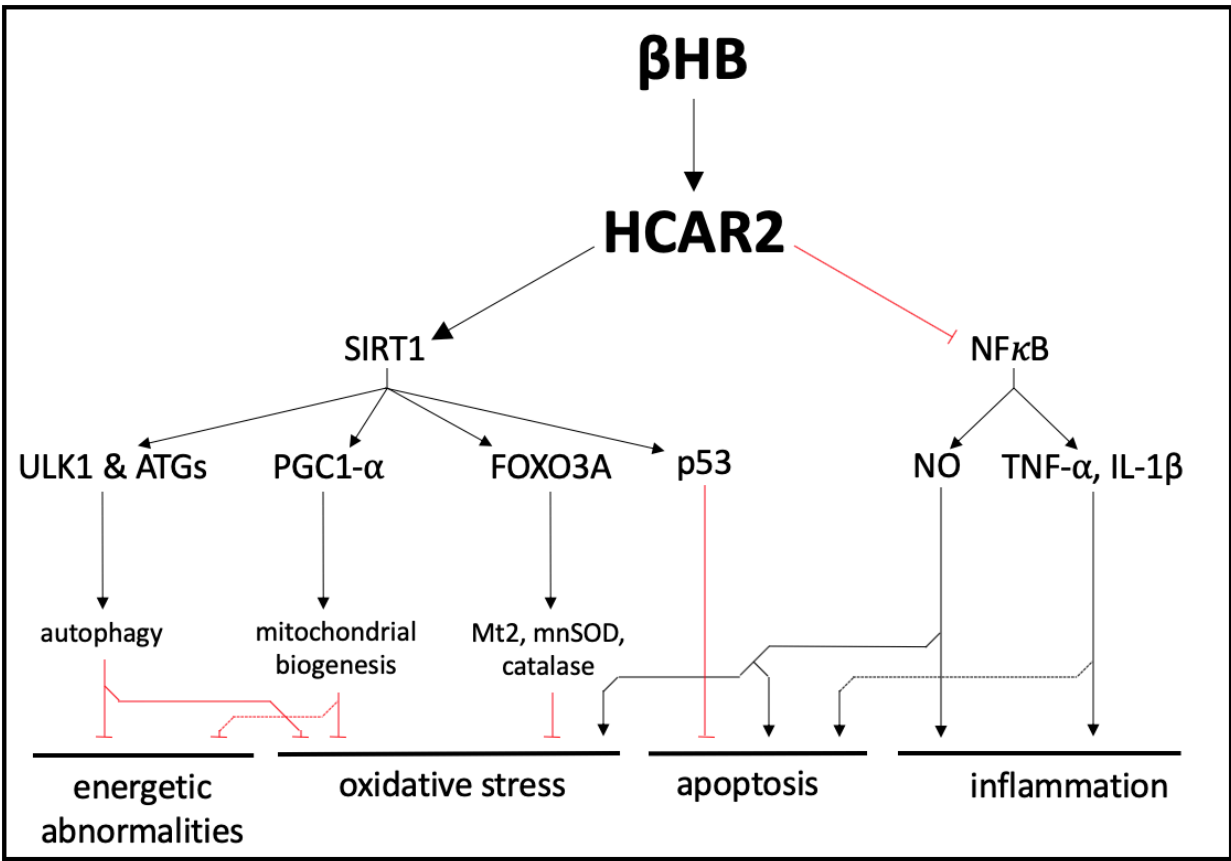 βHB
HCAR2
SIRT1
NFκB
ULK1 & ATGs
PGC1-α
FOXO3A
p53
NO
TNF-α, IL-1β
autophagy
mitochondrial
biogenesis
Mt2, mnSOD,
catalase
energetic
abnormalities
oxidative stress
apoptosis
inflammation